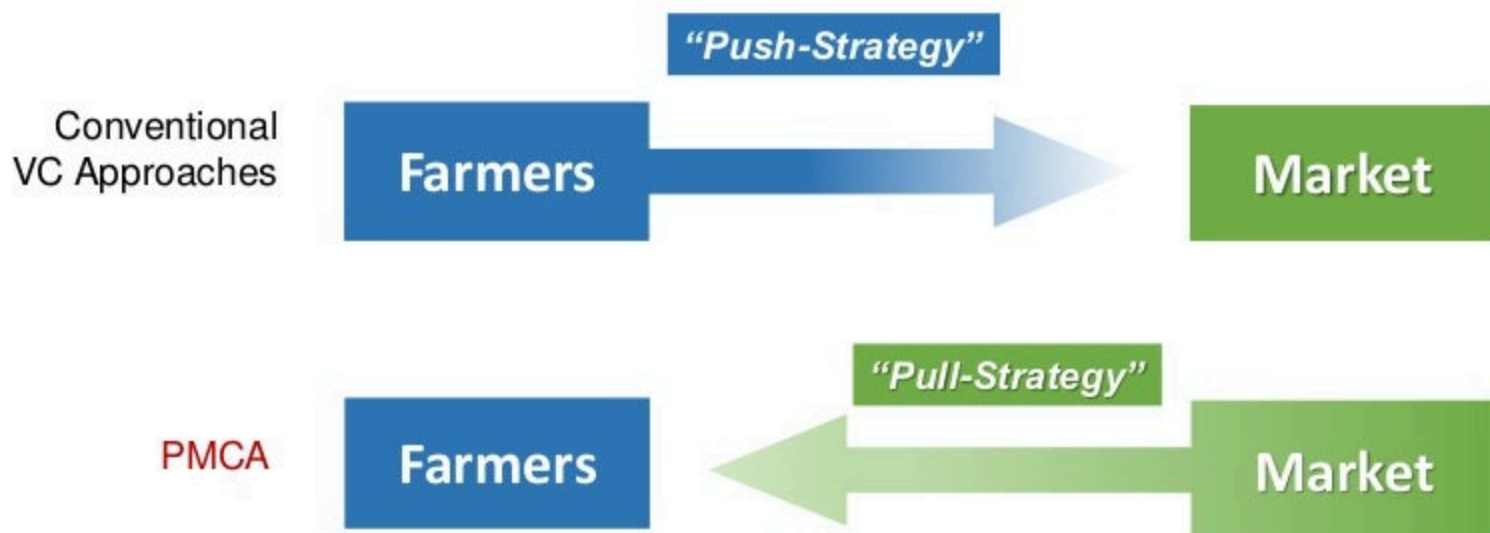 “Push-Strategy”
Conventional
VC Approaches
Farmers
Market
“Pull-Strategy”
PMCA
Farmers
Market